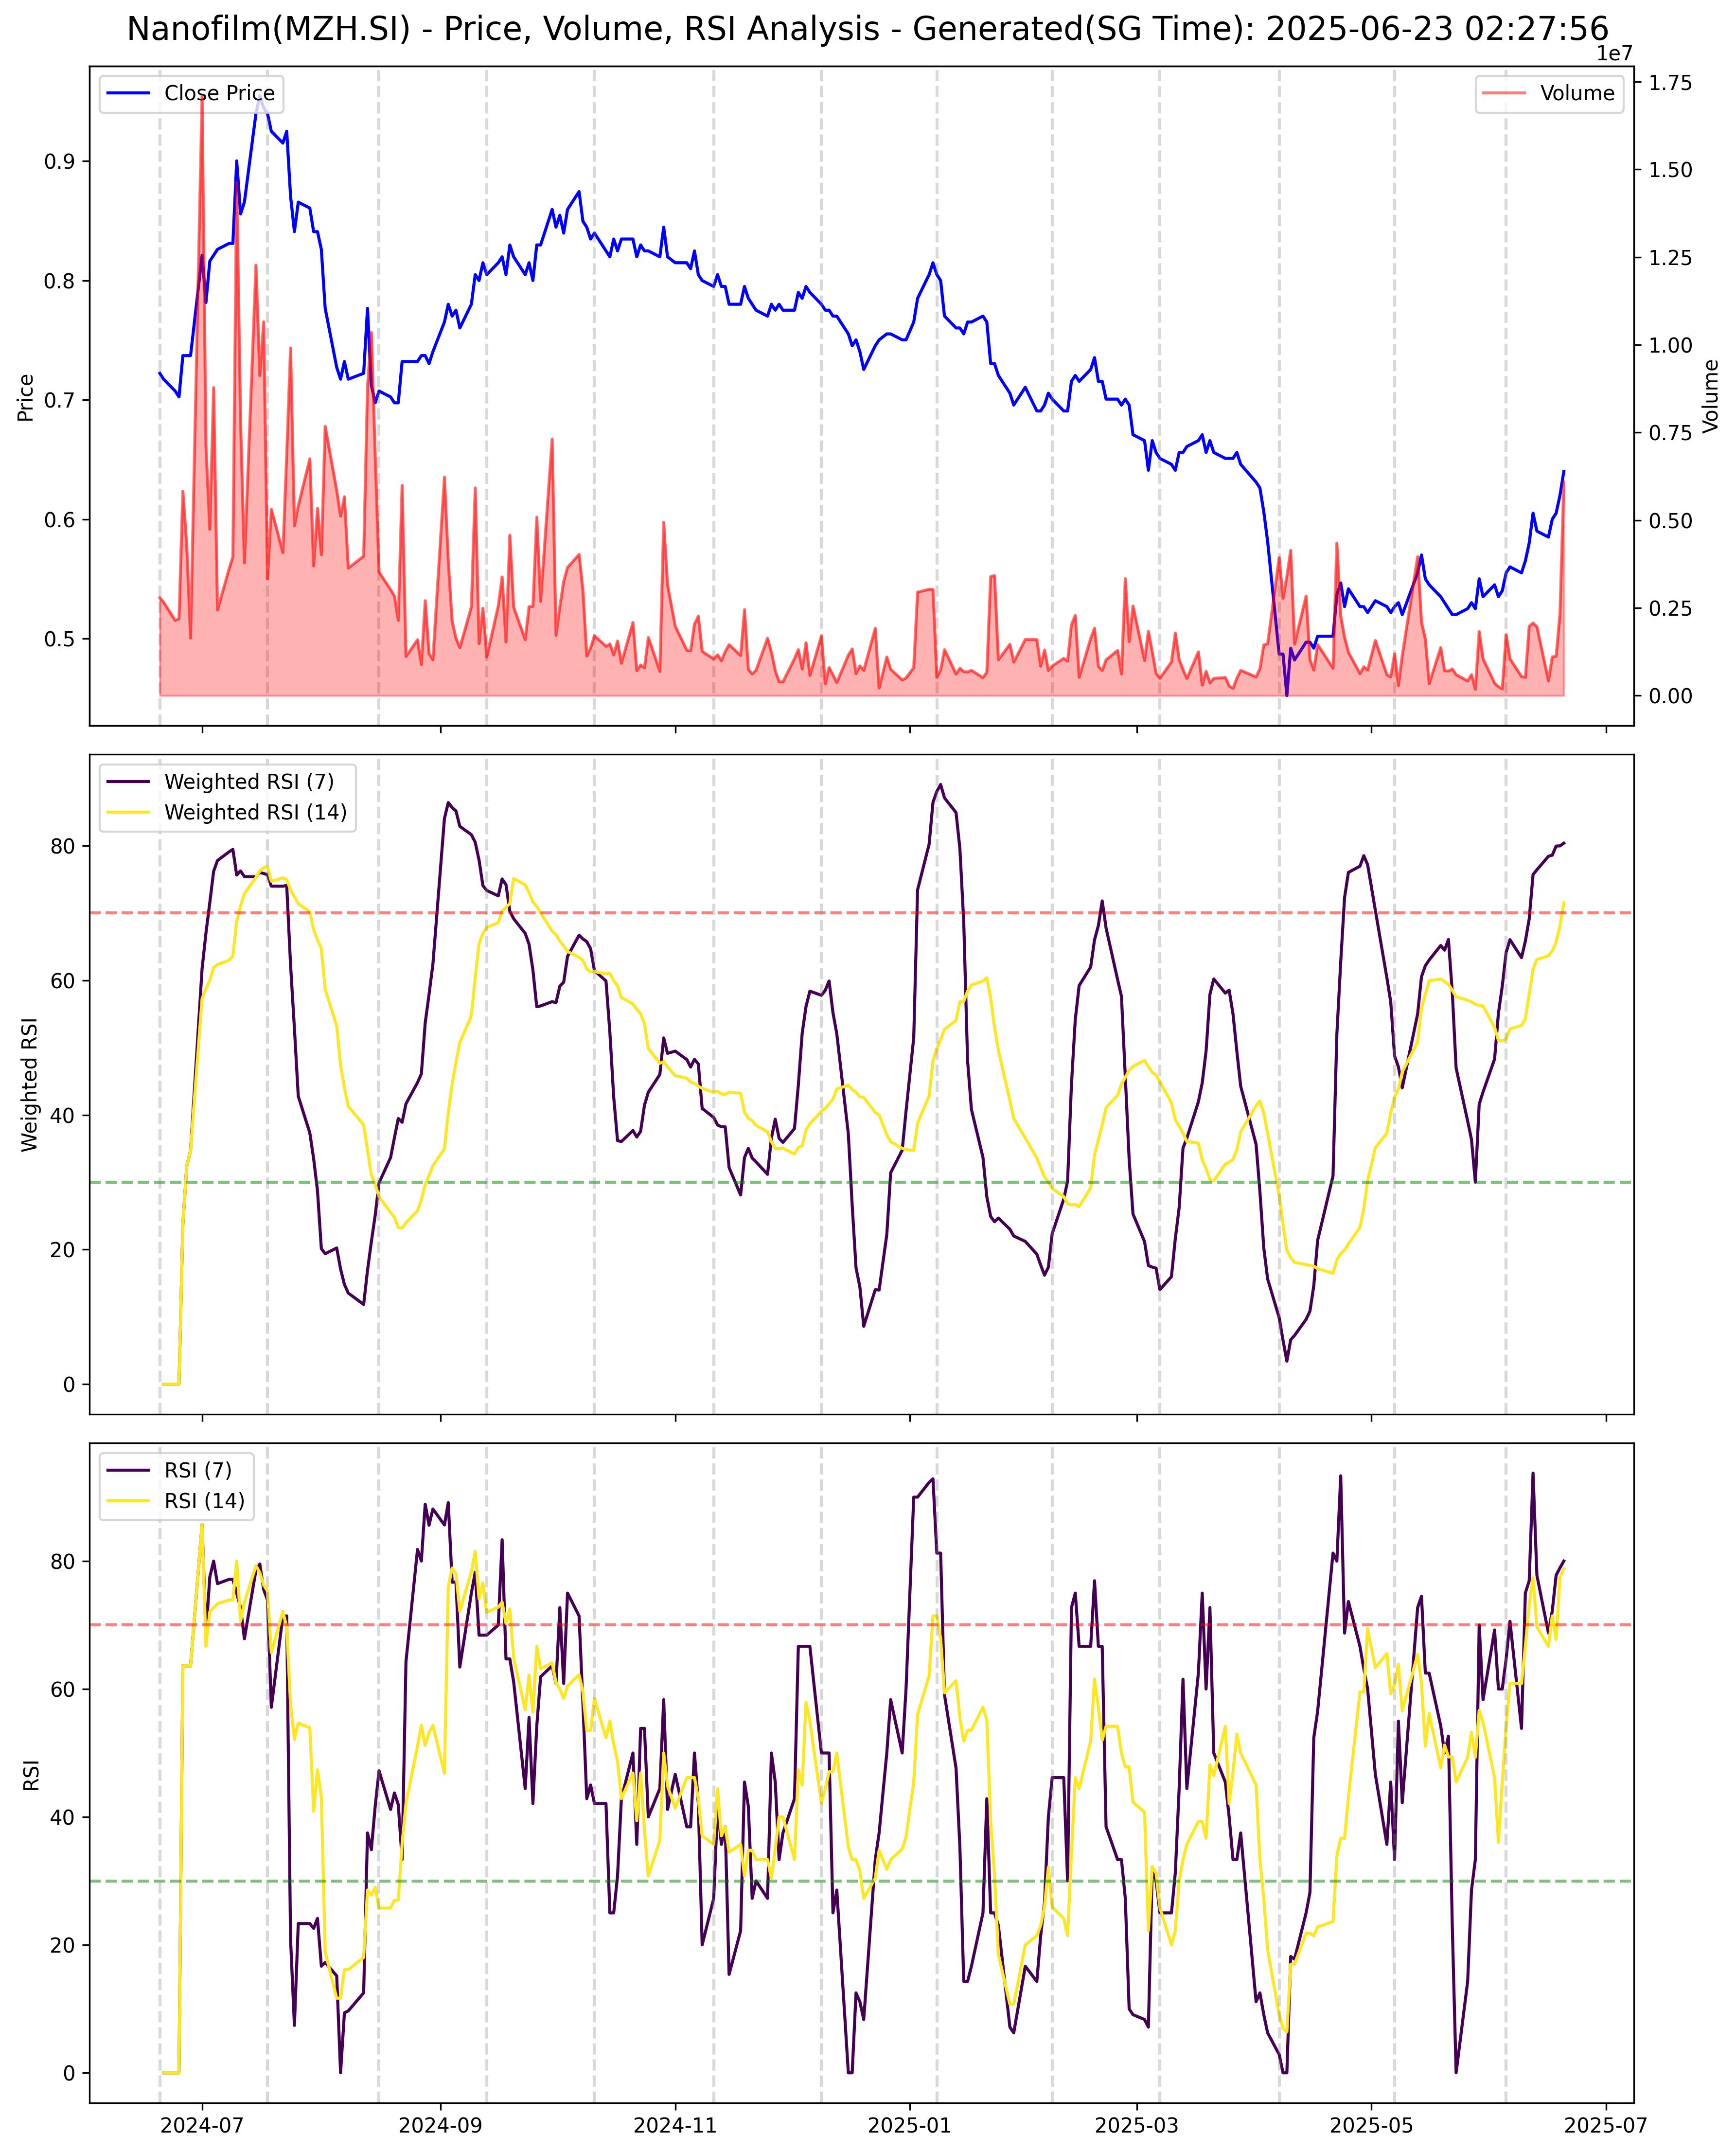 Nanofilm(MZH.SI) - Price, Volume, RSI Analysis - Generated(SG Time): 2025-06-23 02:27:56
1e7
Close Price
Volume
0.9
0.8
0.7
0.6
0.5
Price
1.75
1.50
1.25
1.00
0.75
0.50
0.25
0.00
Volume
Weighted RSI (7)
Weighted RSI (14)
80
60
40
20
0
Weighted RSI
RSI (7)
RSI (14)
80
60
40
20
0
RSI
2024-07
2024-09
2024-11
2025-01
2025-03
2025-05
2025-07